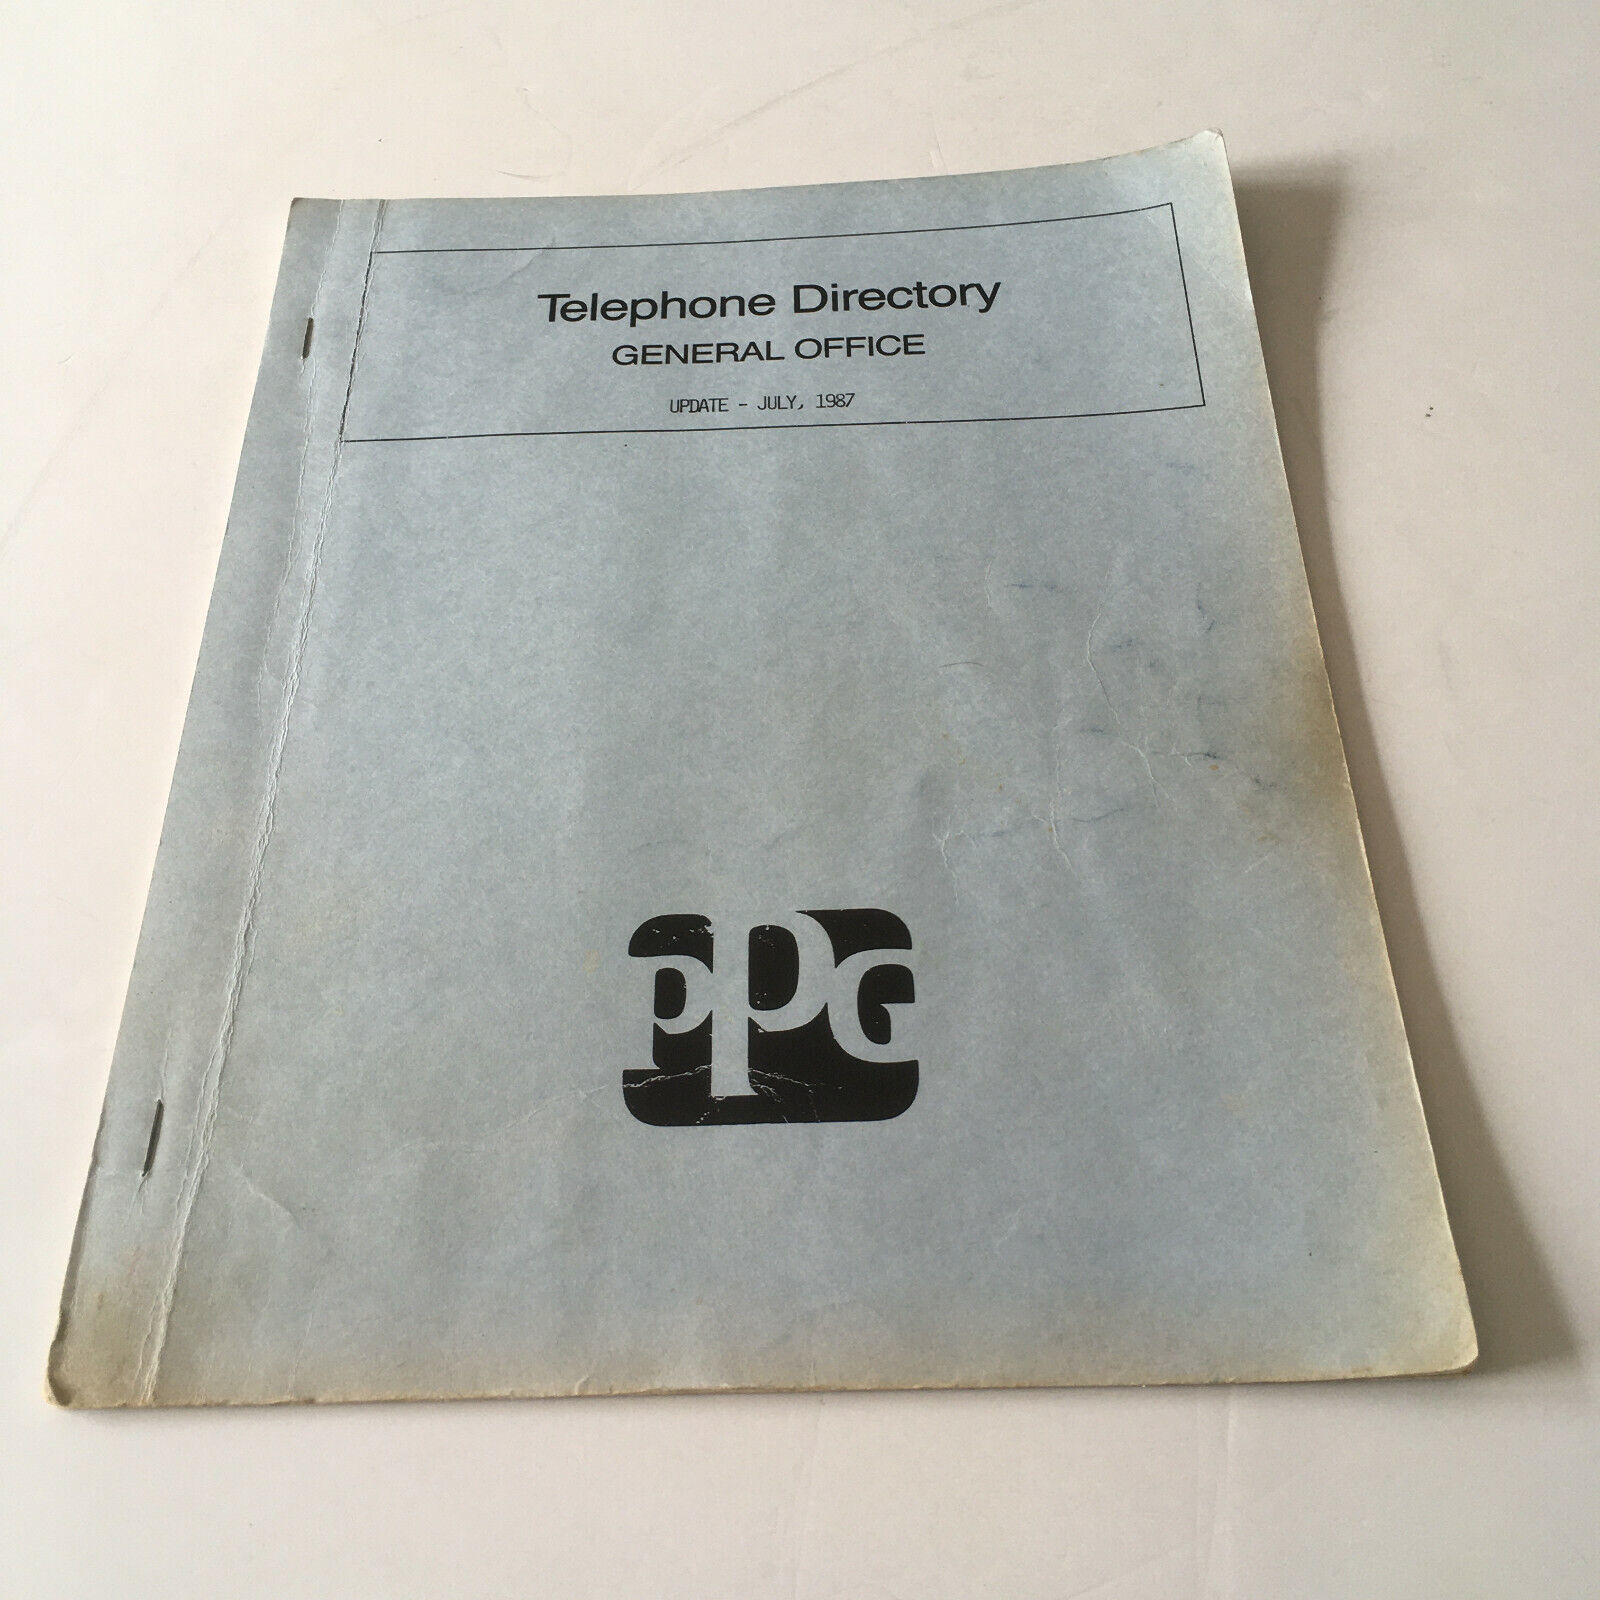 Telephone Directory
GENERAL OFFICE
UPDATE - JULY, 1987
PPG